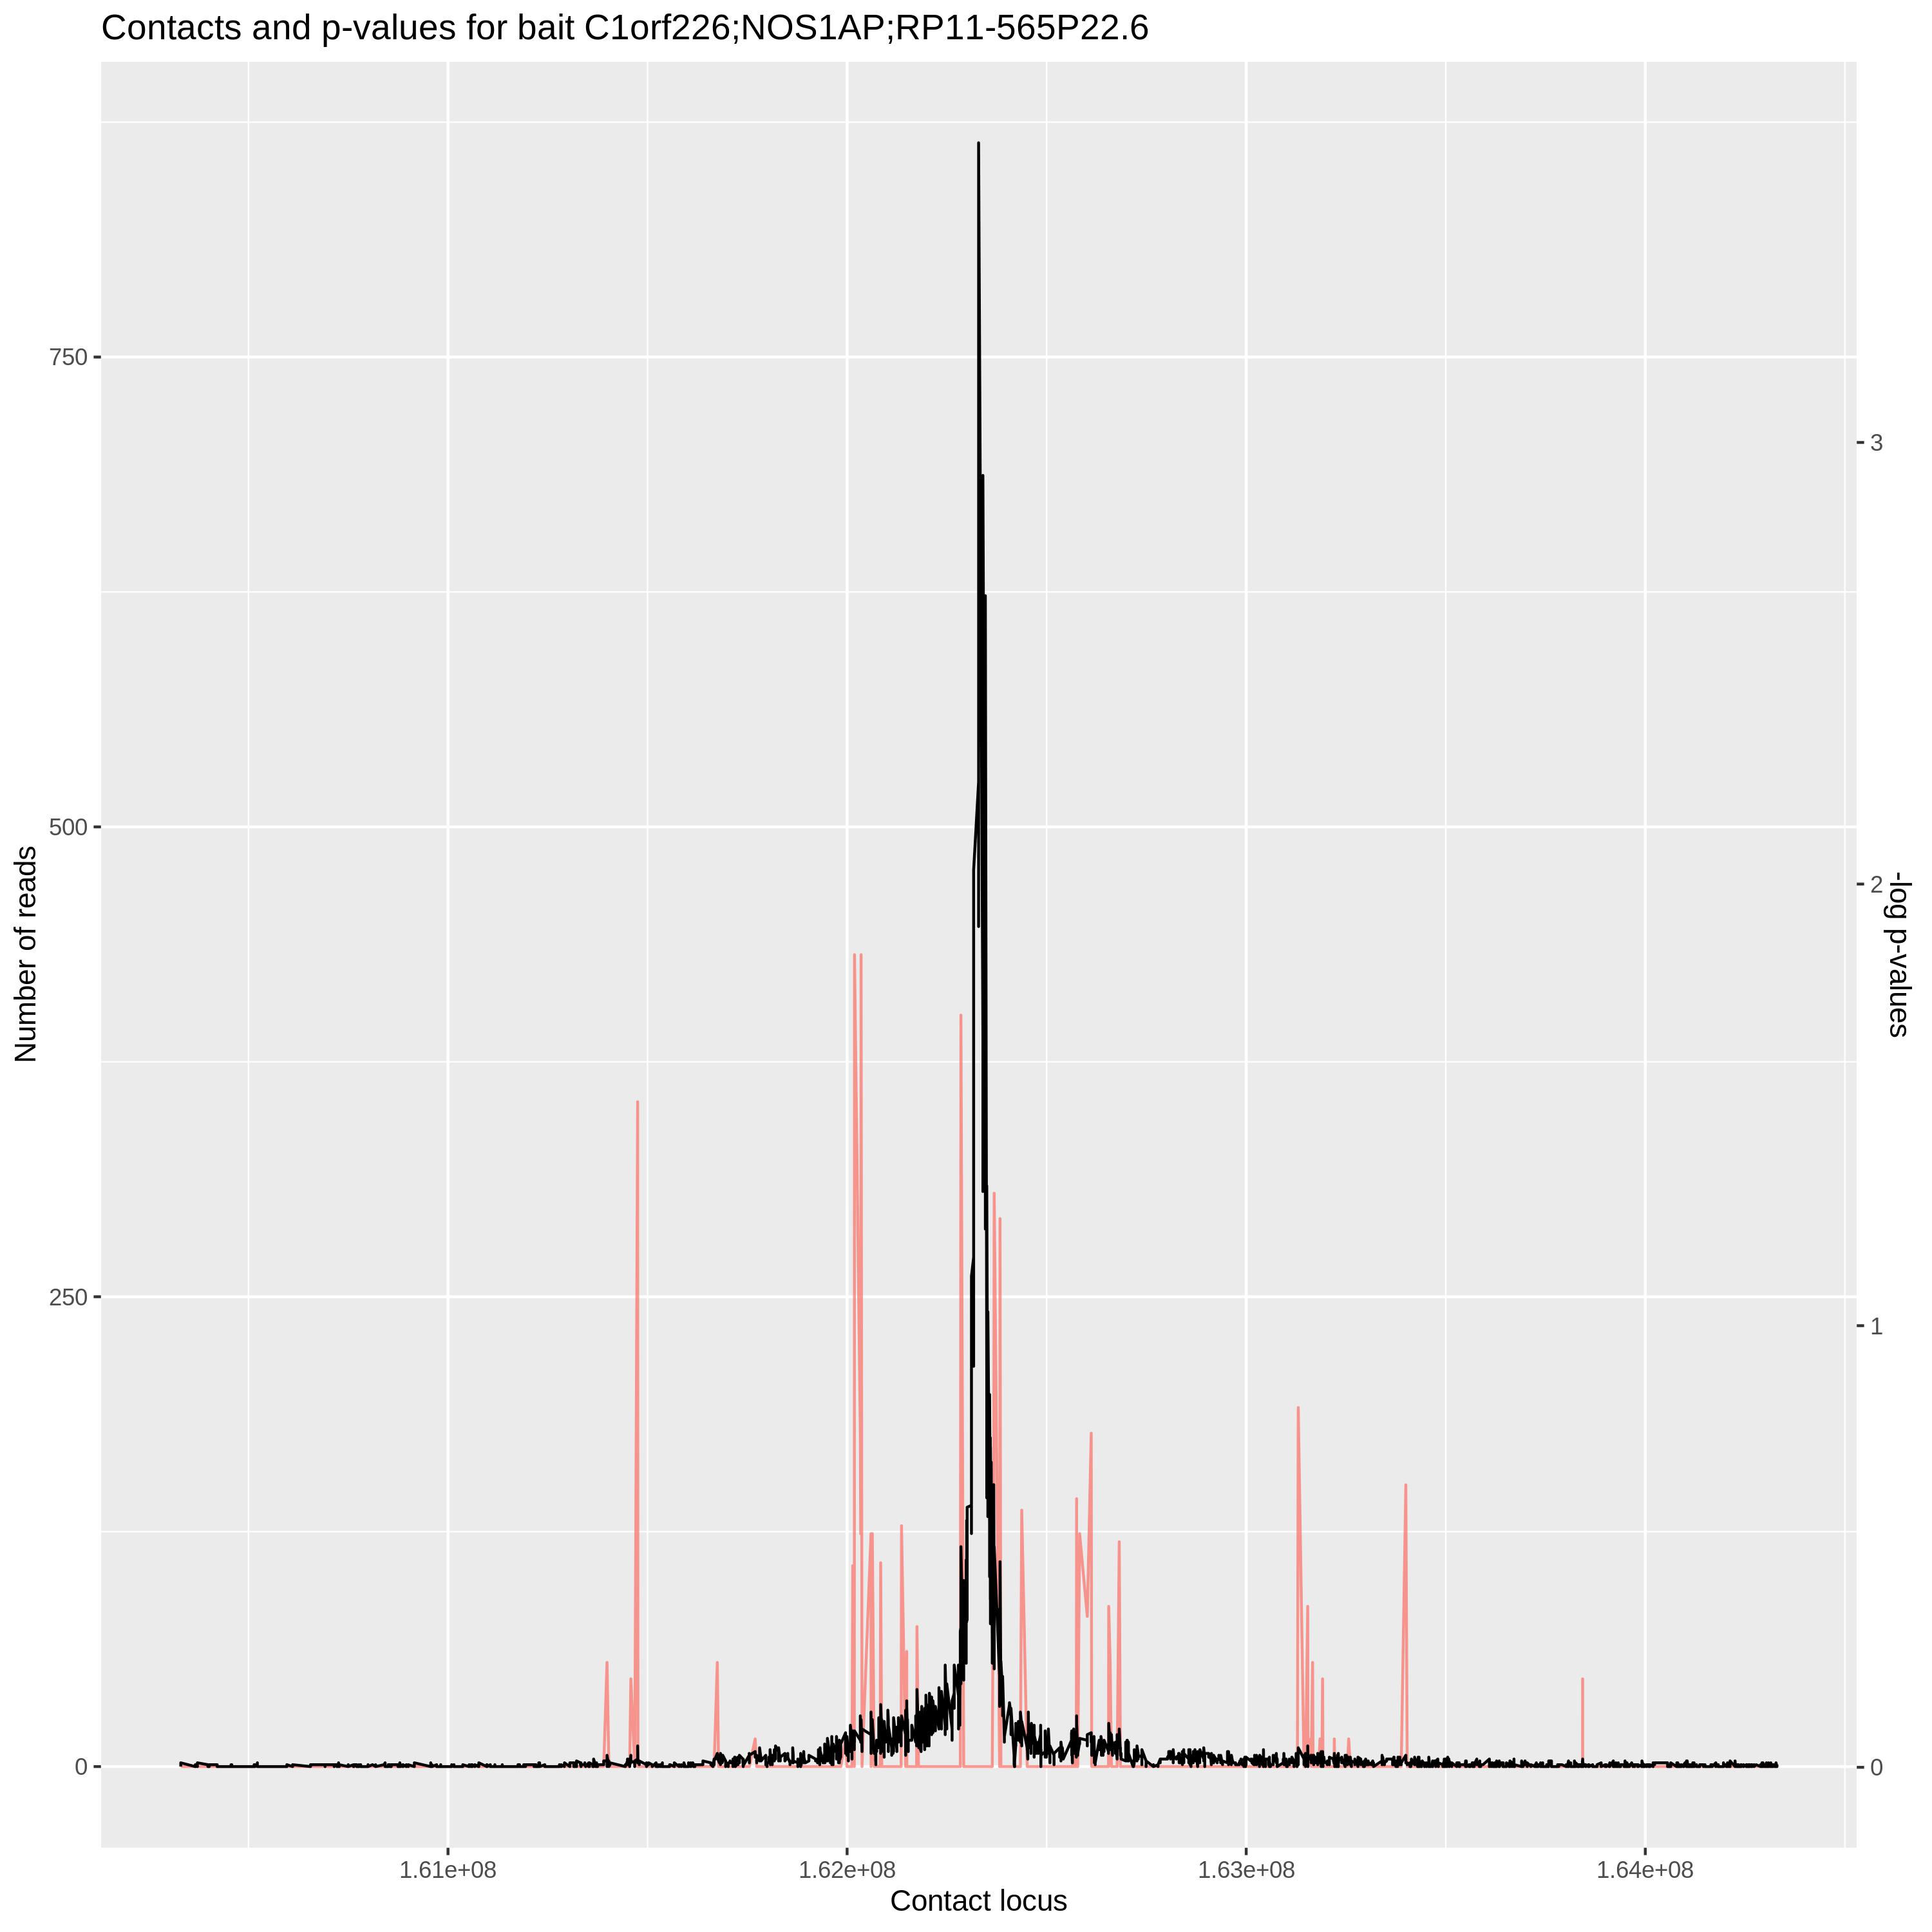 Contacts and p-values for bait C1orf226;NOS1AP;RP11-565P22.6
750
500
250
0
Number of reads
3
2
1
0
-log p-values
1.61e+08
1.62e+08
1.63e+08
1.64e+08
Contact locus